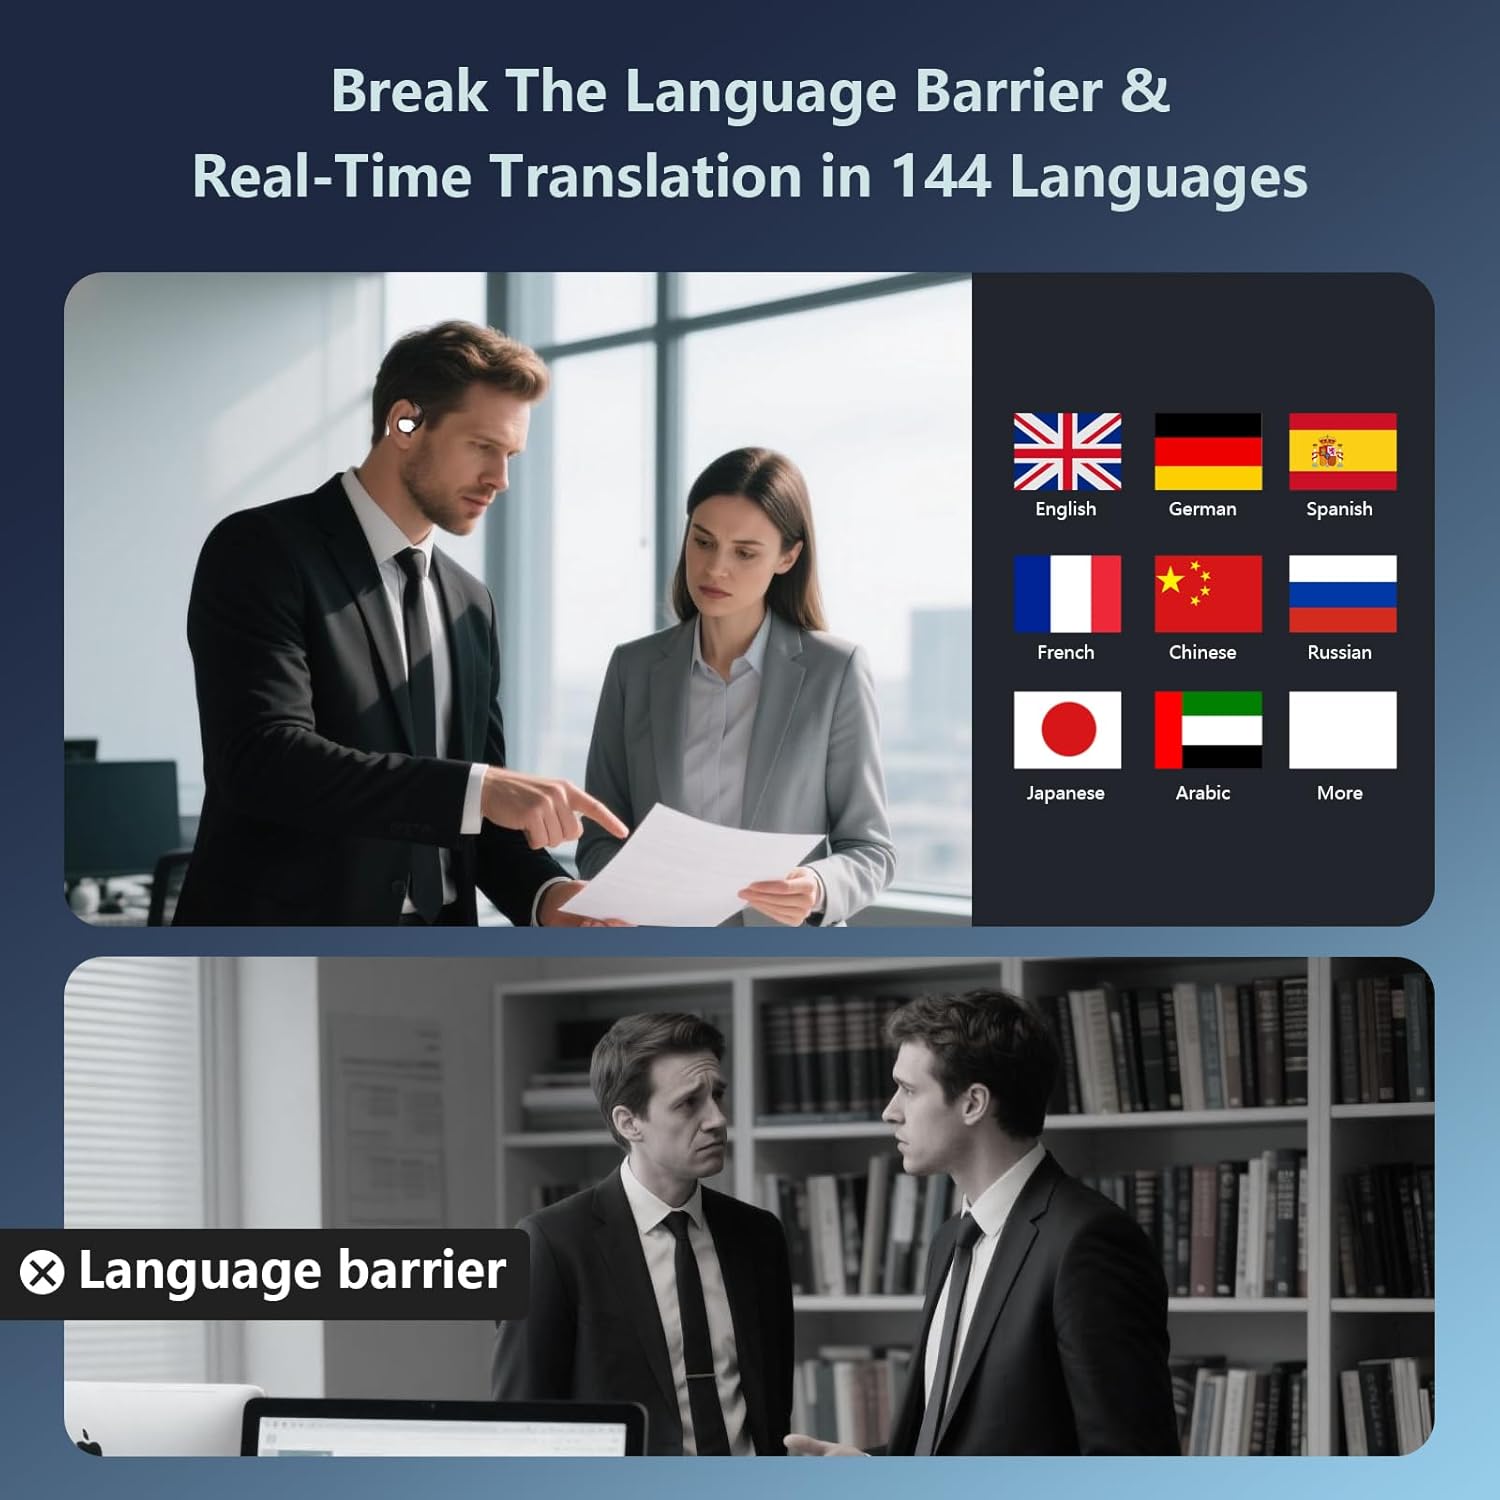 Break The Language Barrier &
Real-Time Translation in 144 Languages
English
German
Spanish
French
Chinese
Russian
Japanese
Arabic
More
Language barrier